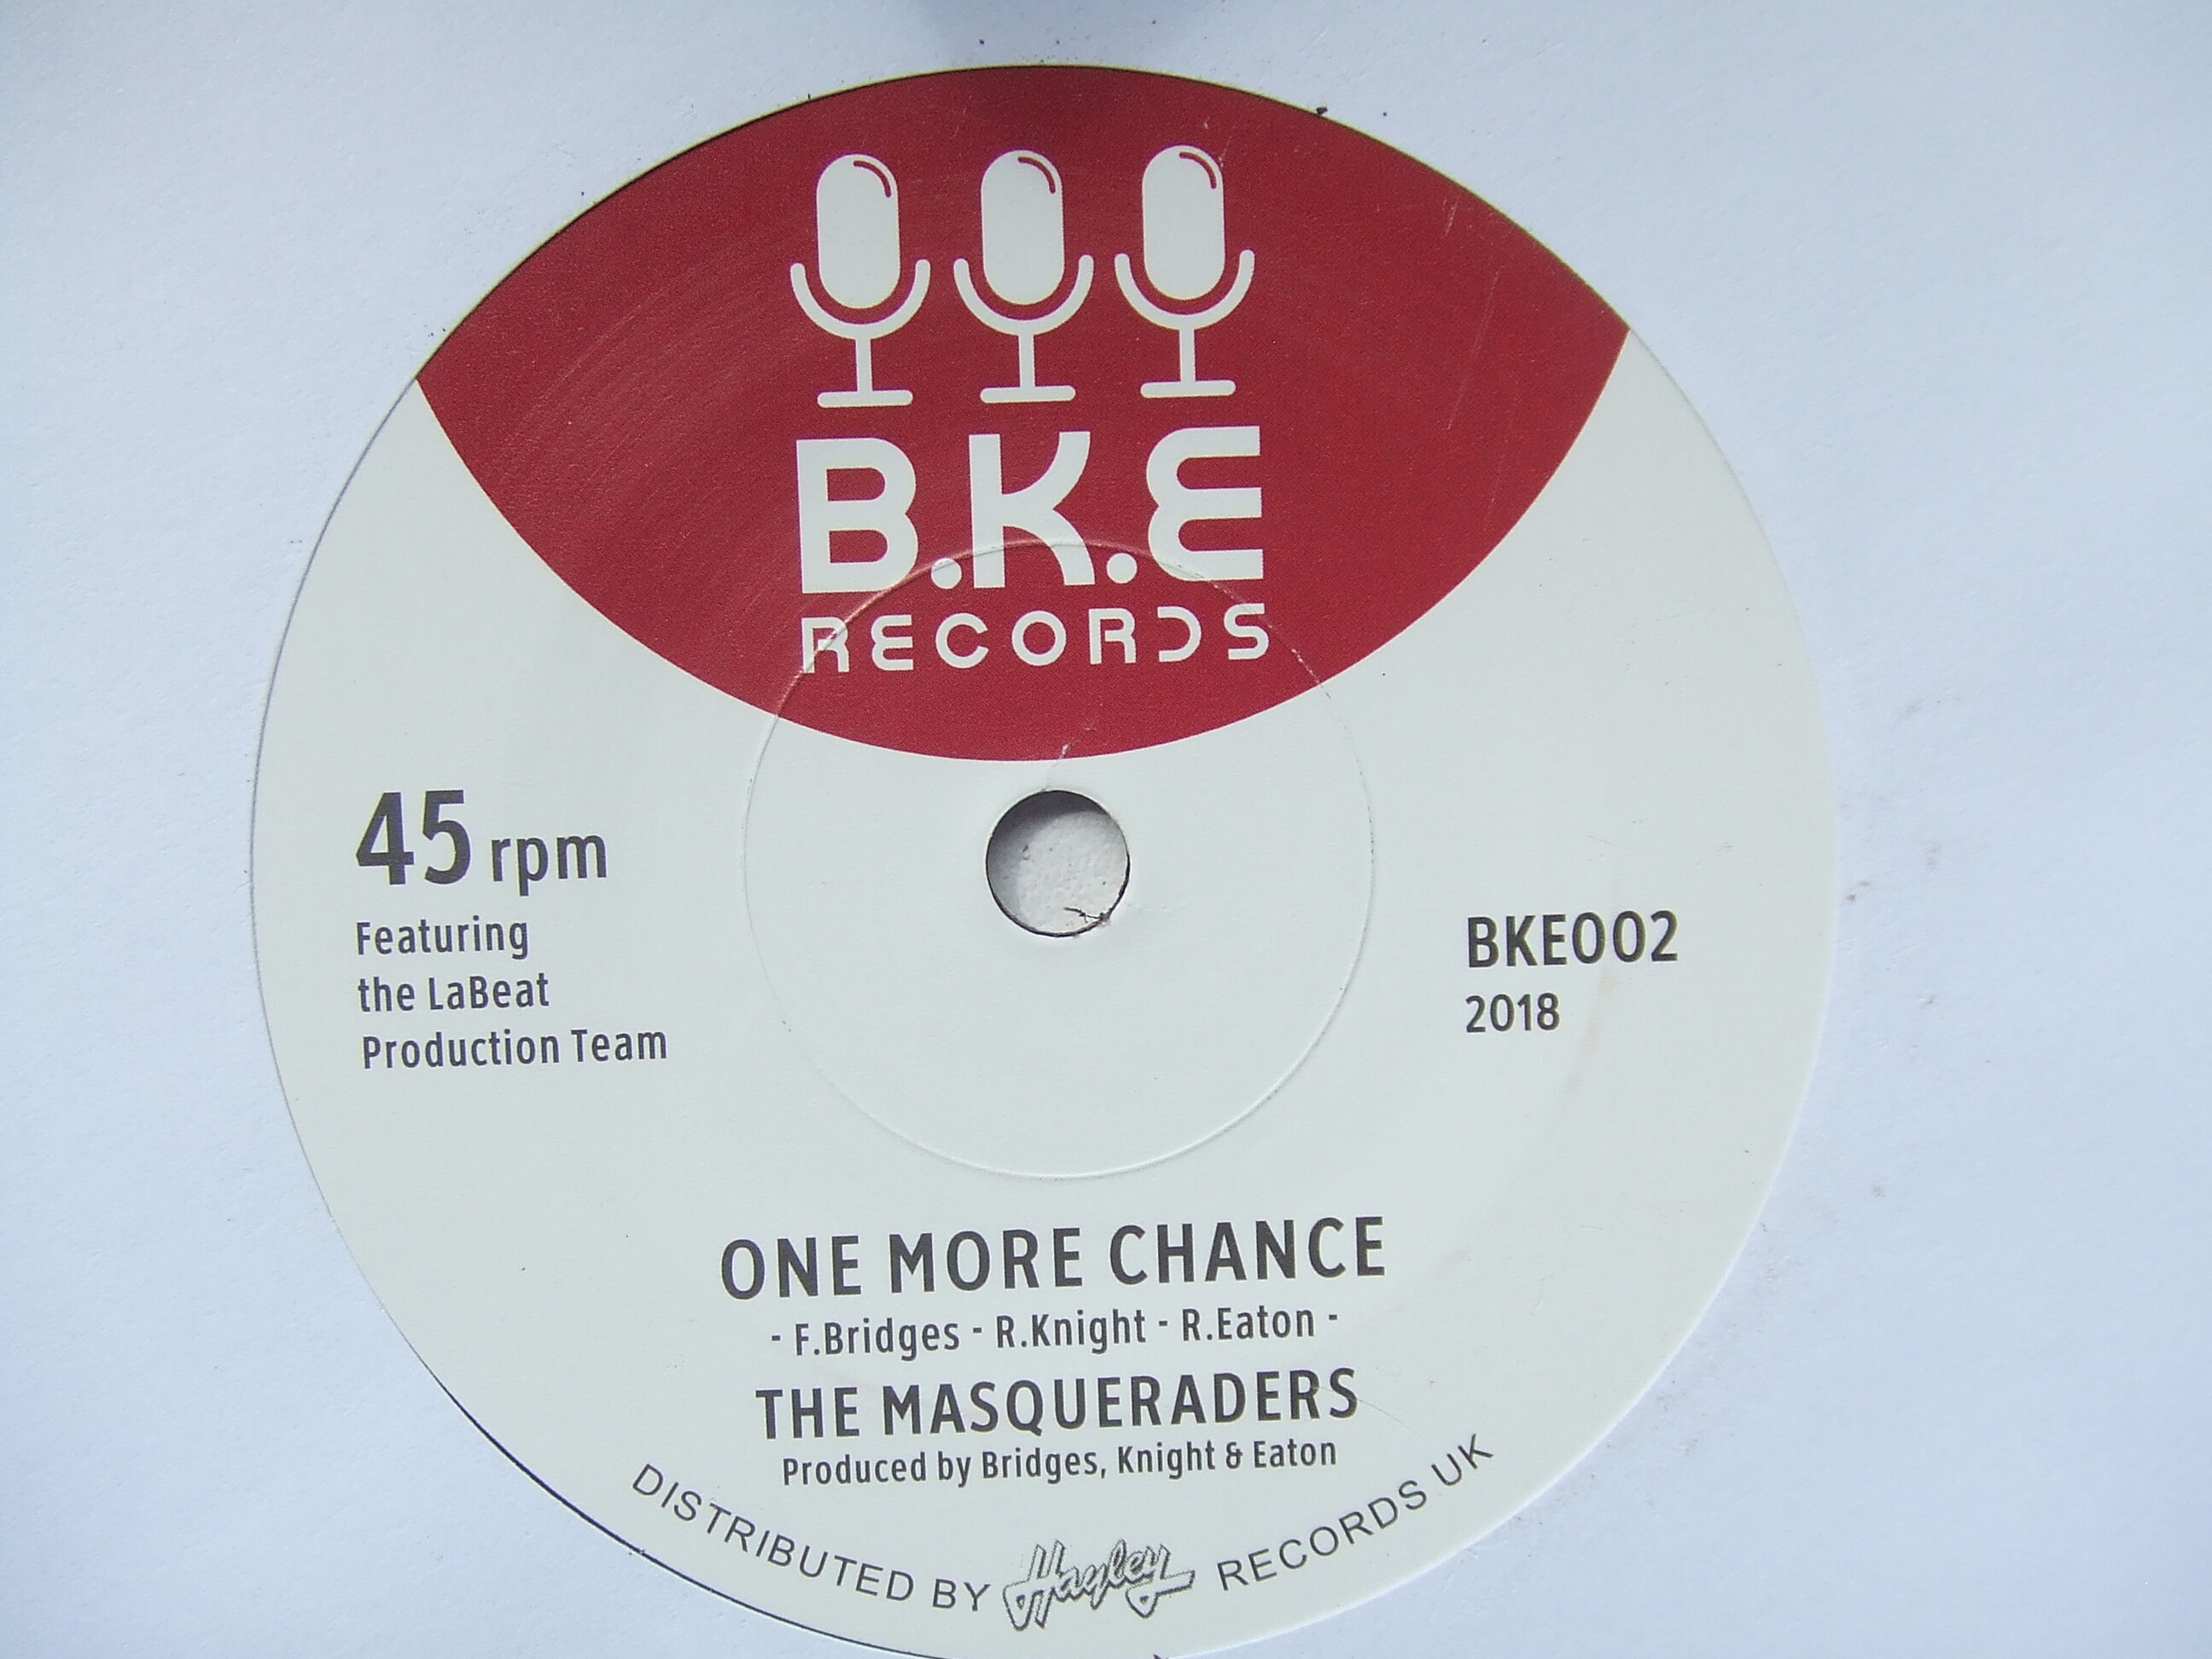 B.K.E
RECORDS
45 rpm
Featuring
the LaBeat
Production Team
BKE002
2018
ONE MORE CHANCE
- F.Bridges - R.Knight - R.Eaton -
THE MASQUERADERS
Produced by Bridges, Knight & Eaton
DISTRIBUTED BY Hayley RECORDS UK